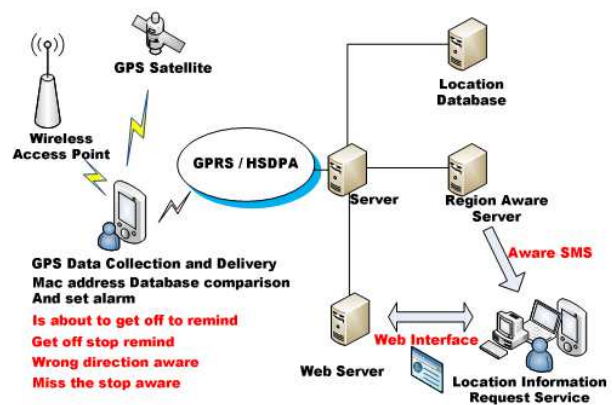 GPS Satellite
Wireless
Access Point
GPRS / HSDPA
Location
Database
Server
Region Aware
Server
Aware SMS
GPS Data Collection and Delivery
Mac address Database comparison
And set alarm
Is about to get off to remind
Get off stop remind
Wrong direction aware
Miss the stop aware
Web Server
Web Interface
Location Information
Request Service